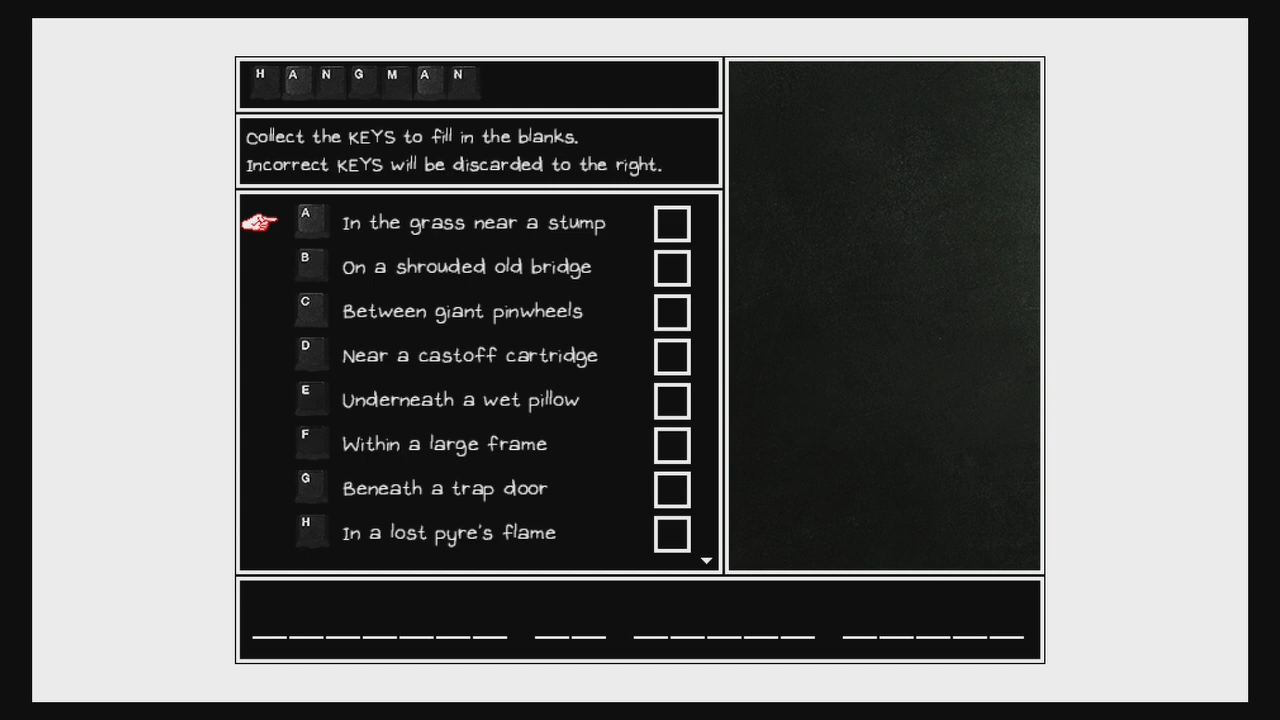 H A N G M A N
Collect the KEYS to fill in the blanks.
Incorrect KEYS will be discarded to the right.
A In the grass near a stump
B On a shrouded old bridge
C Between giant pinwheels
D Near a castoff cartridge
E Underneath a wet pillow
F Within a large frame
G Beneath a trap door
H In a lost pyre's flame